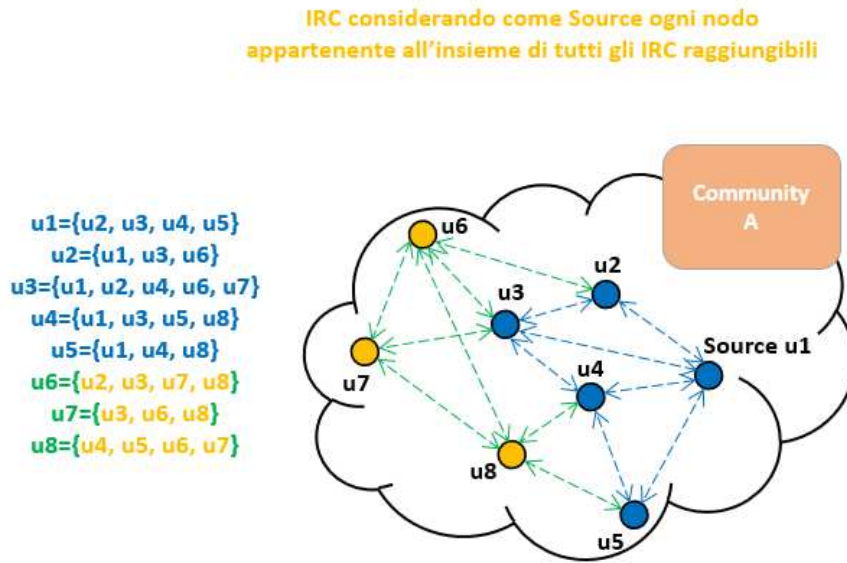 IRC considerando come Source ogni nodo
appartenente all'insieme di tutti gli IRC raggiungibili
Community
A
u1={u2, u3, u4, u5}
u2={u1, u3, u6}
u3={u1, u2, u4, u6, u7}
u4={u1, u3, u5, u8}
u5={u1, u4, u8}
u6={u2, u3, u7, u8}
u7={u3, u6, u8}
u8={u4, u5, u6, u7}
u6
u2
u3
Source u1
u7
u4
u8
u5